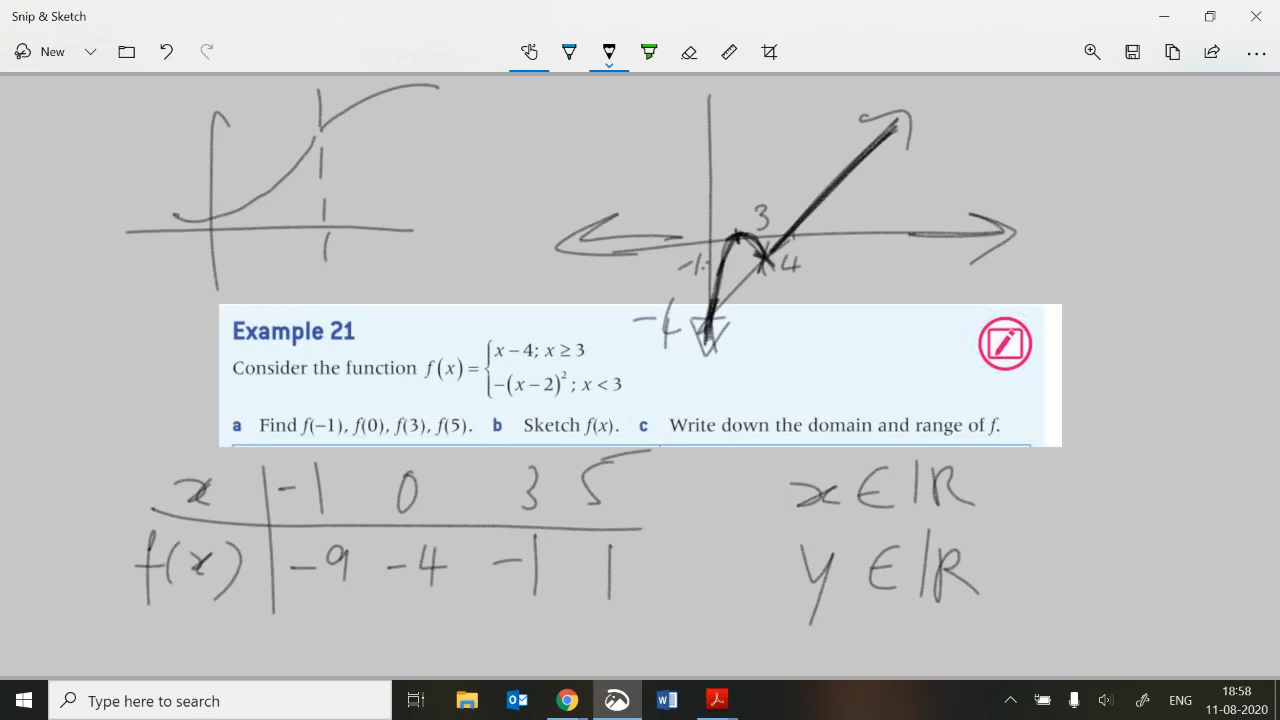 Snip & Sketch
New
3
-1
4
-4
Example 21
Consider the function f(x) = { x – 4; x ≥ 3
–(x – 2)²; x < 3
a Find f(–1), f(0), f(3), f(5). b Sketch f(x). c Write down the domain and range of f.
x | -1 0 3 5
f(x) | -9 -4 -1 1
x ∈ ℝ
y ∈ ℝ
Type here to search
ENG
18:58
11-08-2020